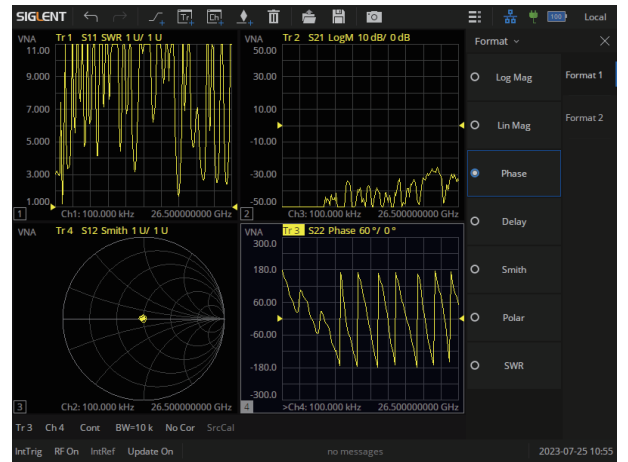 SIGLENT Tr Ch 100 Local
VNA Tr 1 S11 SWR 1 U/ 1 U
11.00
9.000
7.000
5.000
3.000
1.000
1 Ch1: 100.000 kHz 26.500000000 GHz
VNA Tr 2 S21 LogM 10 dB/ 0 dB
50.00
30.00
10.00
-10.00
-30.00
-50.00
2 Ch3: 100.000 kHz 26.500000000 GHz
VNA Tr 4 S12 Smith 1 U/ 1 U
3 Ch2: 100.000 kHz 26.500000000 GHz
VNA Tr 3 S22 Phase 60 °/ 0 °
300.0
180.0
60.00
-60.00
-180.0
-300.0
4 >Ch4: 100.000 kHz 26.500000000 GHz
Format
Log Mag
Lin Mag
Phase
Delay
Smith
Polar
SWR
Format 1
Format 2
Tr 3 Ch 4 Cont BW=10 k No Cor SrcCal
IntTrig RF On IntRef Update On no messages 2023-07-25 10:55